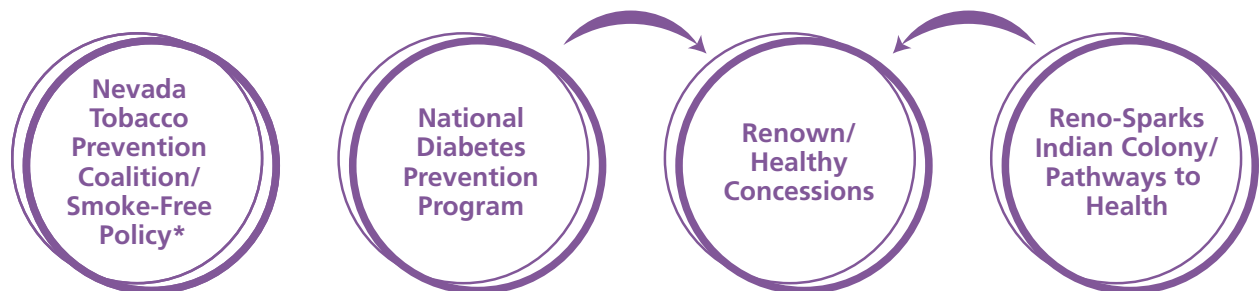 Nevada
Tobacco
Prevention
Coalition/
Smoke-Free
Policy*
National
Diabetes
Prevention
Program
Renown/
Healthy
Concessions
Reno-Sparks
Indian Colony/
Pathways to
Health